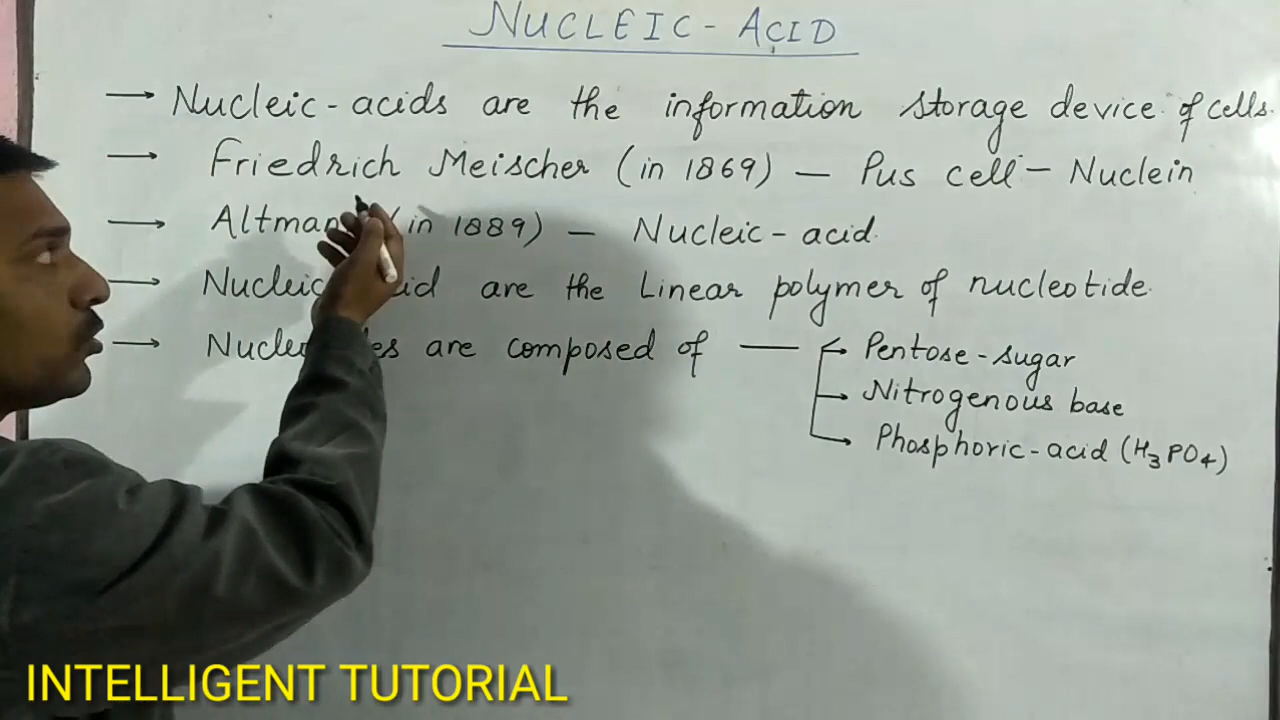 NUCLEIC - ACID
→ Nucleic-acids are the information storage device of cells.
→ Friedrich Meischer (in 1869) — Pus cell — Nuclein
→ (in 1889) — Nucleic-acid.
→ are the Linear polymer of nucleotide.
→ are composed of — Pentose-sugar
Nitrogenous base
Phosphoric-acid (H₃PO₄)
INTELLIGENT TUTORIAL